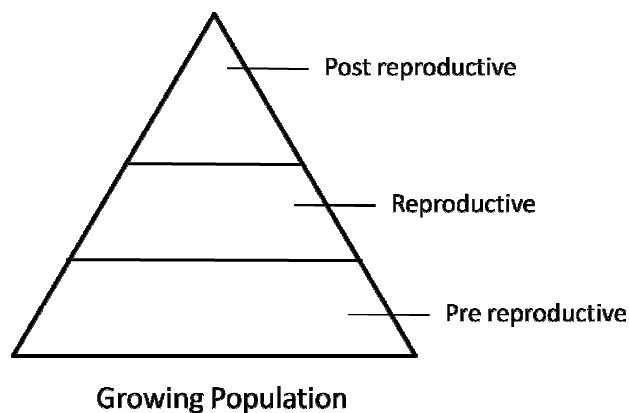 Post reproductive
Reproductive
Pre reproductive
Growing Population